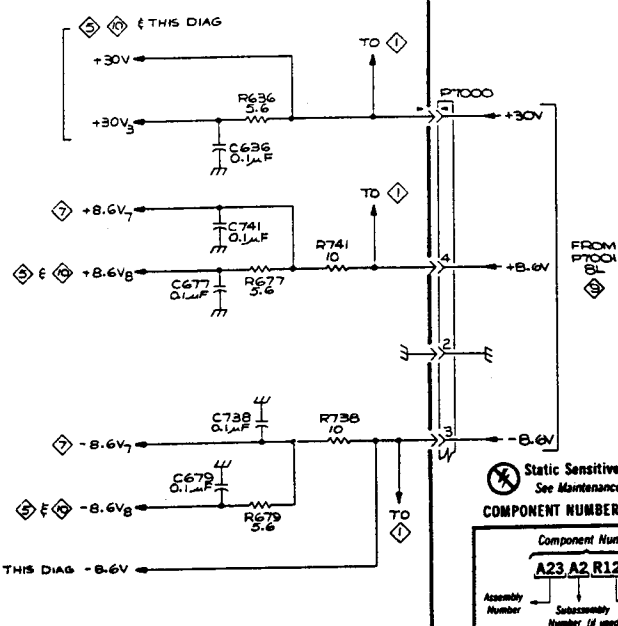 5 10 & THIS DIAG
+30V
TO 1
P7000
R636
5.6
+30V3
+30V
C636
0.1µF
TO 1
7 +8.6V7
C741
0.1µF
R741
10
4
FROM
P7001
8L
9
5 & 10 +8.6V8
+8.6V
C677
0.1µF
R677
5.6
2
C738
0.1µF
R738
10
3
7 -8.6V7
-8.6V
C679
0.1µF
5 & 10 -8.6V8
R679
5.6
TO
1
THIS DIAG -8.6V
Static Sensitive
See Maintenance
COMPONENT NUMBER
Component Num
A23 A2 R12
Assembly
Number
Subassembly
Number (if used